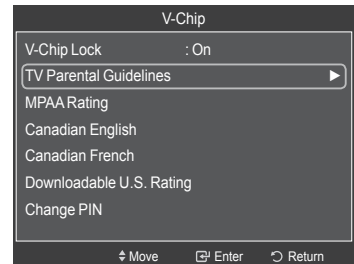 V-Chip
V-Chip Lock : On
TV Parental Guidelines
MPAA Rating
Canadian English
Canadian French
Downloadable U.S. Rating
Change PIN
Move Enter Return